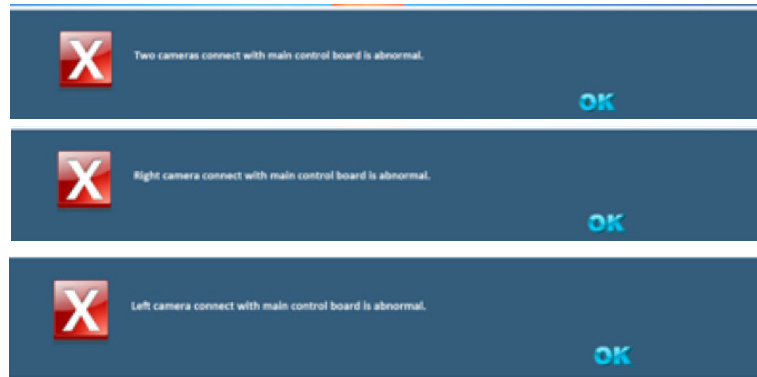 X
Two cameras connect with main control board is abnormal.
OK
X
Right camera connect with main control board is abnormal.
OK
X
Left camera connect with main control board is abnormal.
OK